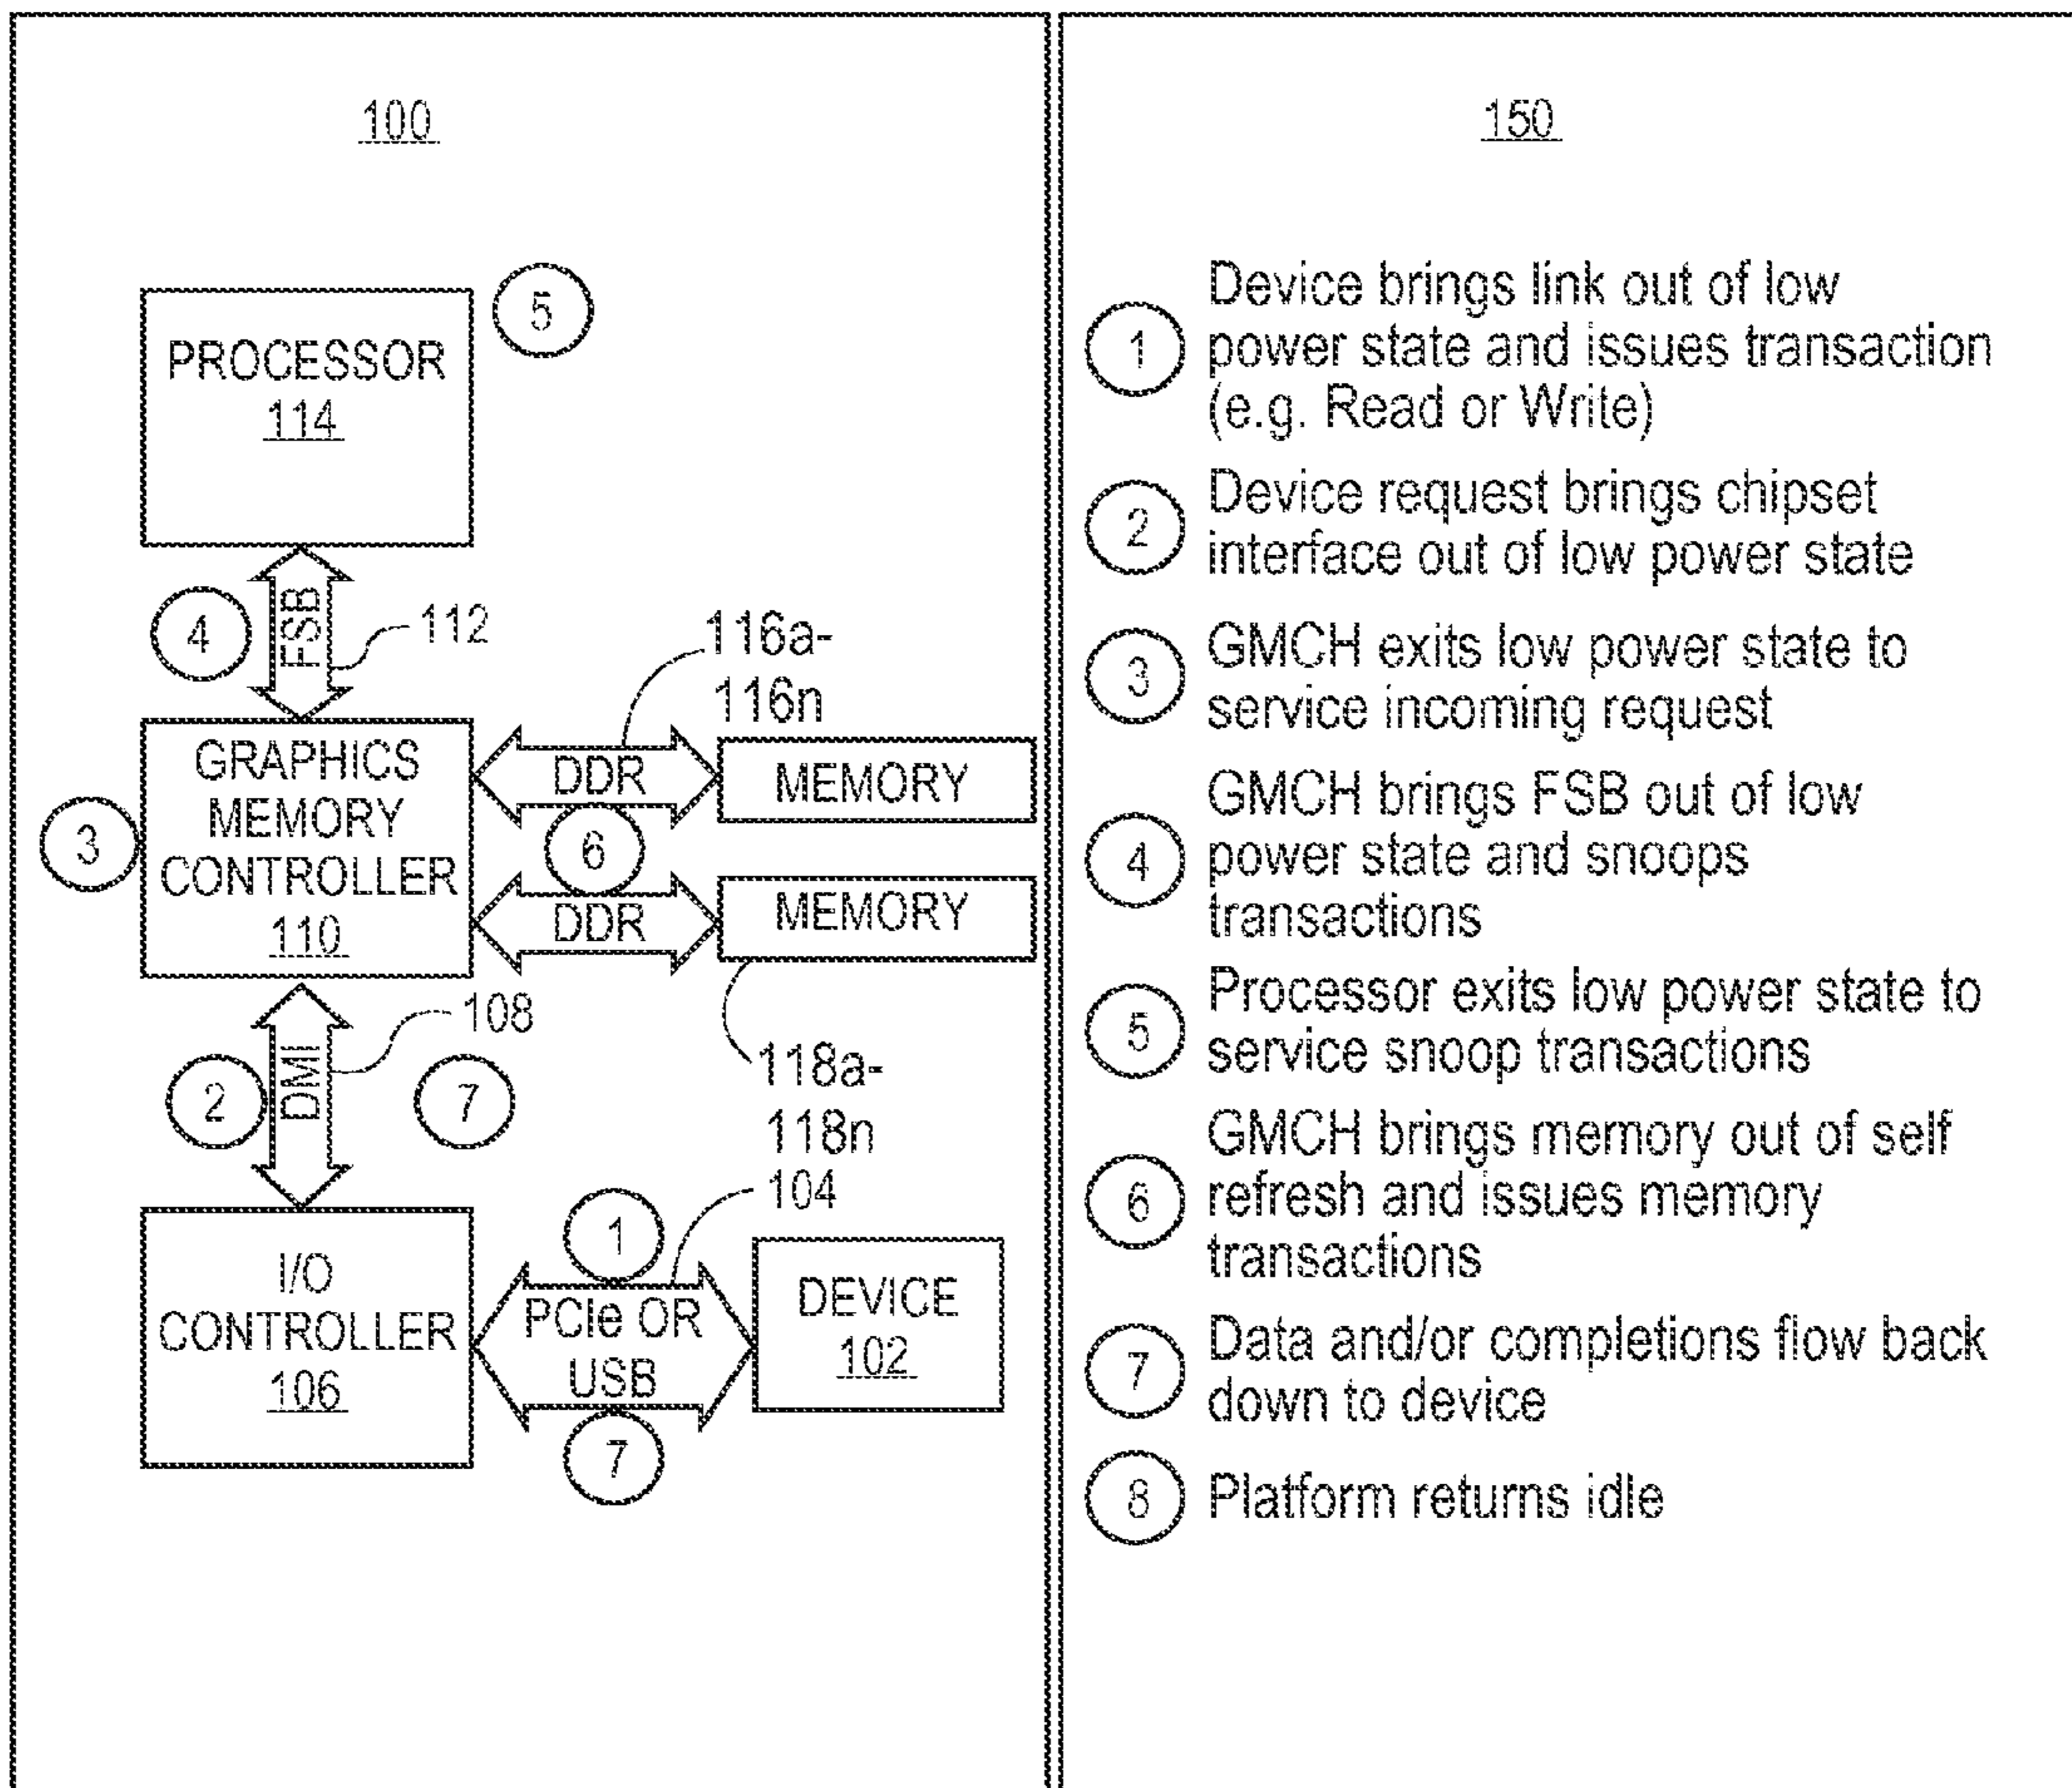 100
PROCESSOR
114
5
4
FSB
112
116a-
116n
GRAPHICS
MEMORY
CONTROLLER
110
3
DDR
MEMORY
6
DDR
MEMORY
108
2
DMI
7
118a-
118n
104
1
I/O
CONTROLLER
106
PCIe OR
USB
7
DEVICE
102
150
1
Device brings link out of low
power state and issues transaction
(e.g. Read or Write)
2
Device request brings chipset
interface out of low power state
3
GMCH exits low power state to
service incoming request
4
GMCH brings FSB out of low
power state and snoops
transactions
5
Processor exits low power state to
service snoop transactions
6
GMCH brings memory out of self
refresh and issues memory
transactions
7
Data and/or completions flow back
down to device
8
Platform returns idle